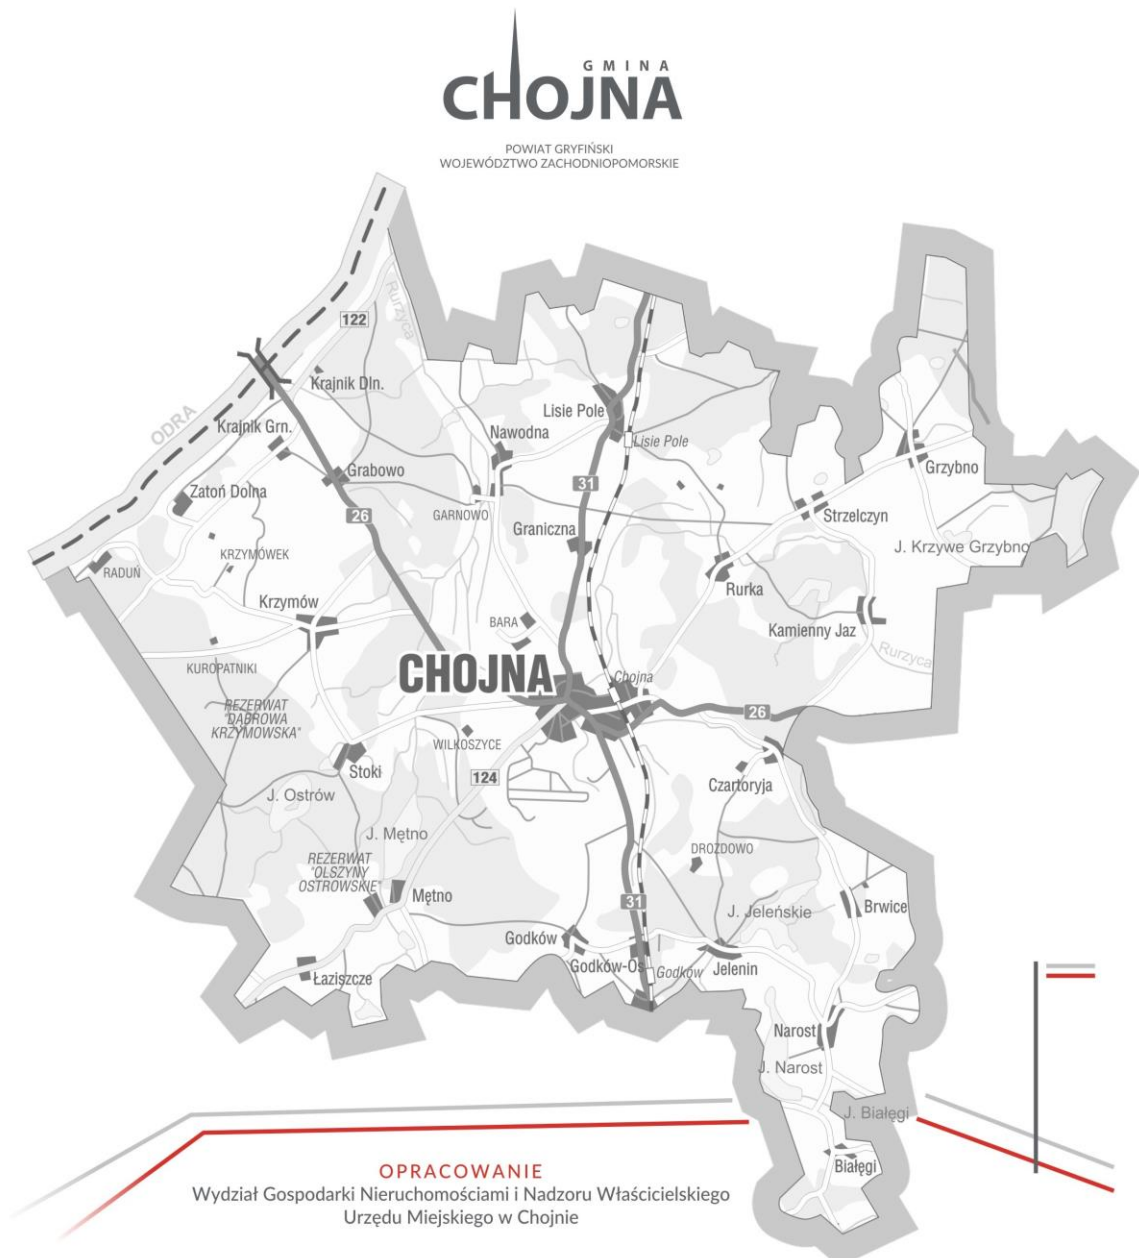 GMINA
CHOJNA
POWIAT GRYFIŃSKI
WOJEWÓDZTWO ZACHODNIOPOMORSKIE
Rurzyca
122
Krajnik Dln.
ODRA
Krajnik Grn.
Lisie Pole
Nawodna
Lisie Pole
Grabowo
Grzybno
Zatoń Dolna
31
26
GARNOWO
Graniczna
Strzelczyn
KRZYMÓWEK
J. Krzywe Grzybno
RADUŃ
Rurka
Krzymów
BARA
Kamienny Jaz
Rurzyca
KUROPATNIKI
CHOJNA
Chojna
REZERWAT
"DĄBROWA
KRZYMOWSKA"
26
WILKOSZYCE
Stoki
124
Czartoryja
J. Ostrów
J. Mętno
DROZDOWO
REZERWAT
"OLSZYNY
OSTROWSKIE"
Mętno
31
J. Jeleńskie
Brwice
Godków
Godków-Os.
Godków
Jelenin
Łaziszcze
Narost
J. Narost
J. Białęgi
Białęgi
OPRACOWANIE
Wydział Gospodarki Nieruchomościami i Nadzoru Właścicielskiego
Urzędu Miejskiego w Chojnie